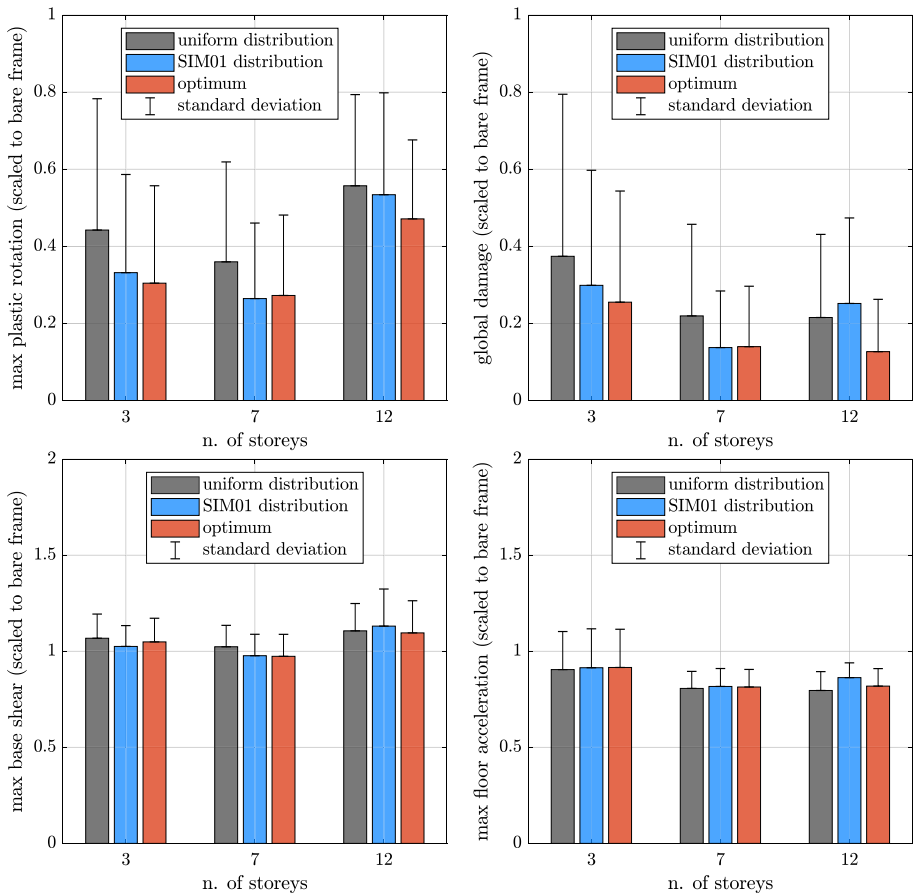 max plastic rotation (scaled to bare frame)
1
0.8
0.6
0.4
0.2
0
uniform distribution
SIM01 distribution
optimum
standard deviation
3 7 12
n. of storeys
global damage (scaled to bare frame)
1
0.8
0.6
0.4
0.2
0
uniform distribution
SIM01 distribution
optimum
standard deviation
3 7 12
n. of storeys
max base shear (scaled to bare frame)
2
1.5
1
0.5
0
uniform distribution
SIM01 distribution
optimum
standard deviation
3 7 12
n. of storeys
max floor acceleration (scaled to bare frame)
2
1.5
1
0.5
0
uniform distribution
SIM01 distribution
optimum
standard deviation
3 7 12
n. of storeys